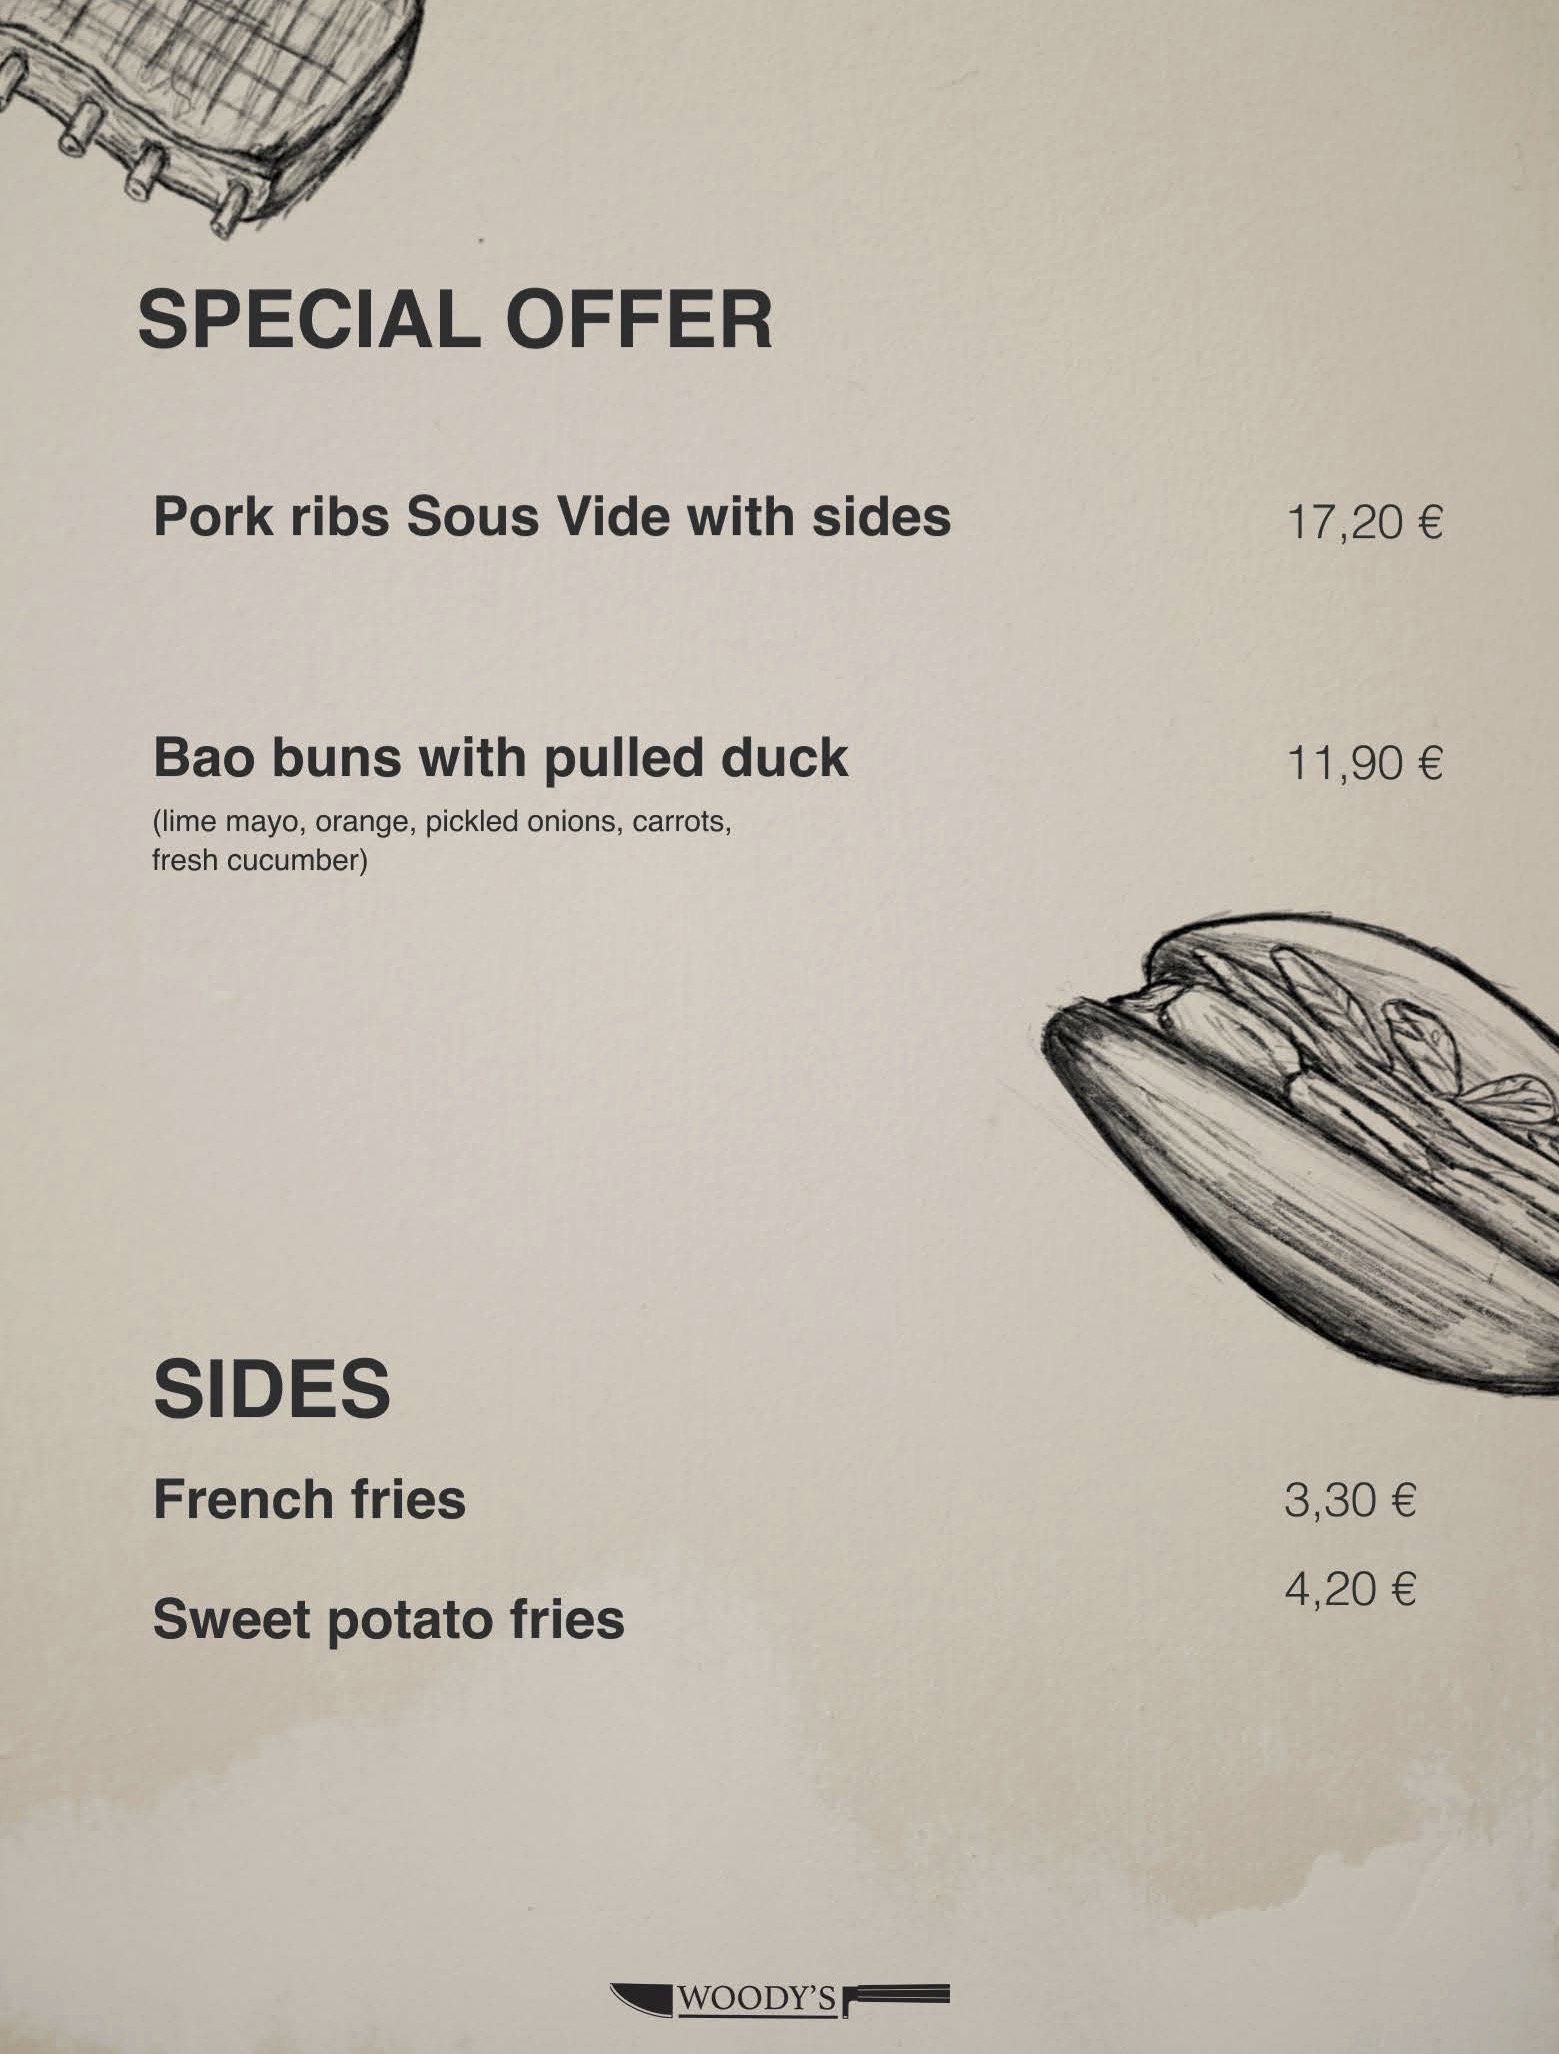 SPECIAL OFFER
Pork ribs Sous Vide with sides 17,20 €
Bao buns with pulled duck 11,90 €
(lime mayo, orange, pickled onions, carrots,
fresh cucumber)
SIDES
French fries 3,30 €
Sweet potato fries 4,20 €
WOODY'S